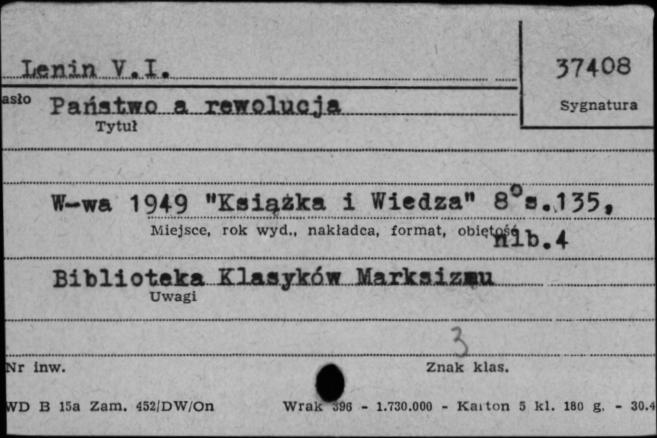 Lenin V.I. 37408
asło Państwo a rewolucja Sygnatura
Tytuł
W-wa 1949 "Książka i Wiedza" 8° s.135,
Miejsce, rok wyd., nakładca, format, objętość nlb.4
Biblioteka Klasyków Marksizmu
Uwagi
3
Nr inw. Znak klas.
WD B 15a Zam. 452/DW/On Wrak 396 - 1.730.000 - Karton 5 kl. 180 g. - 30.4